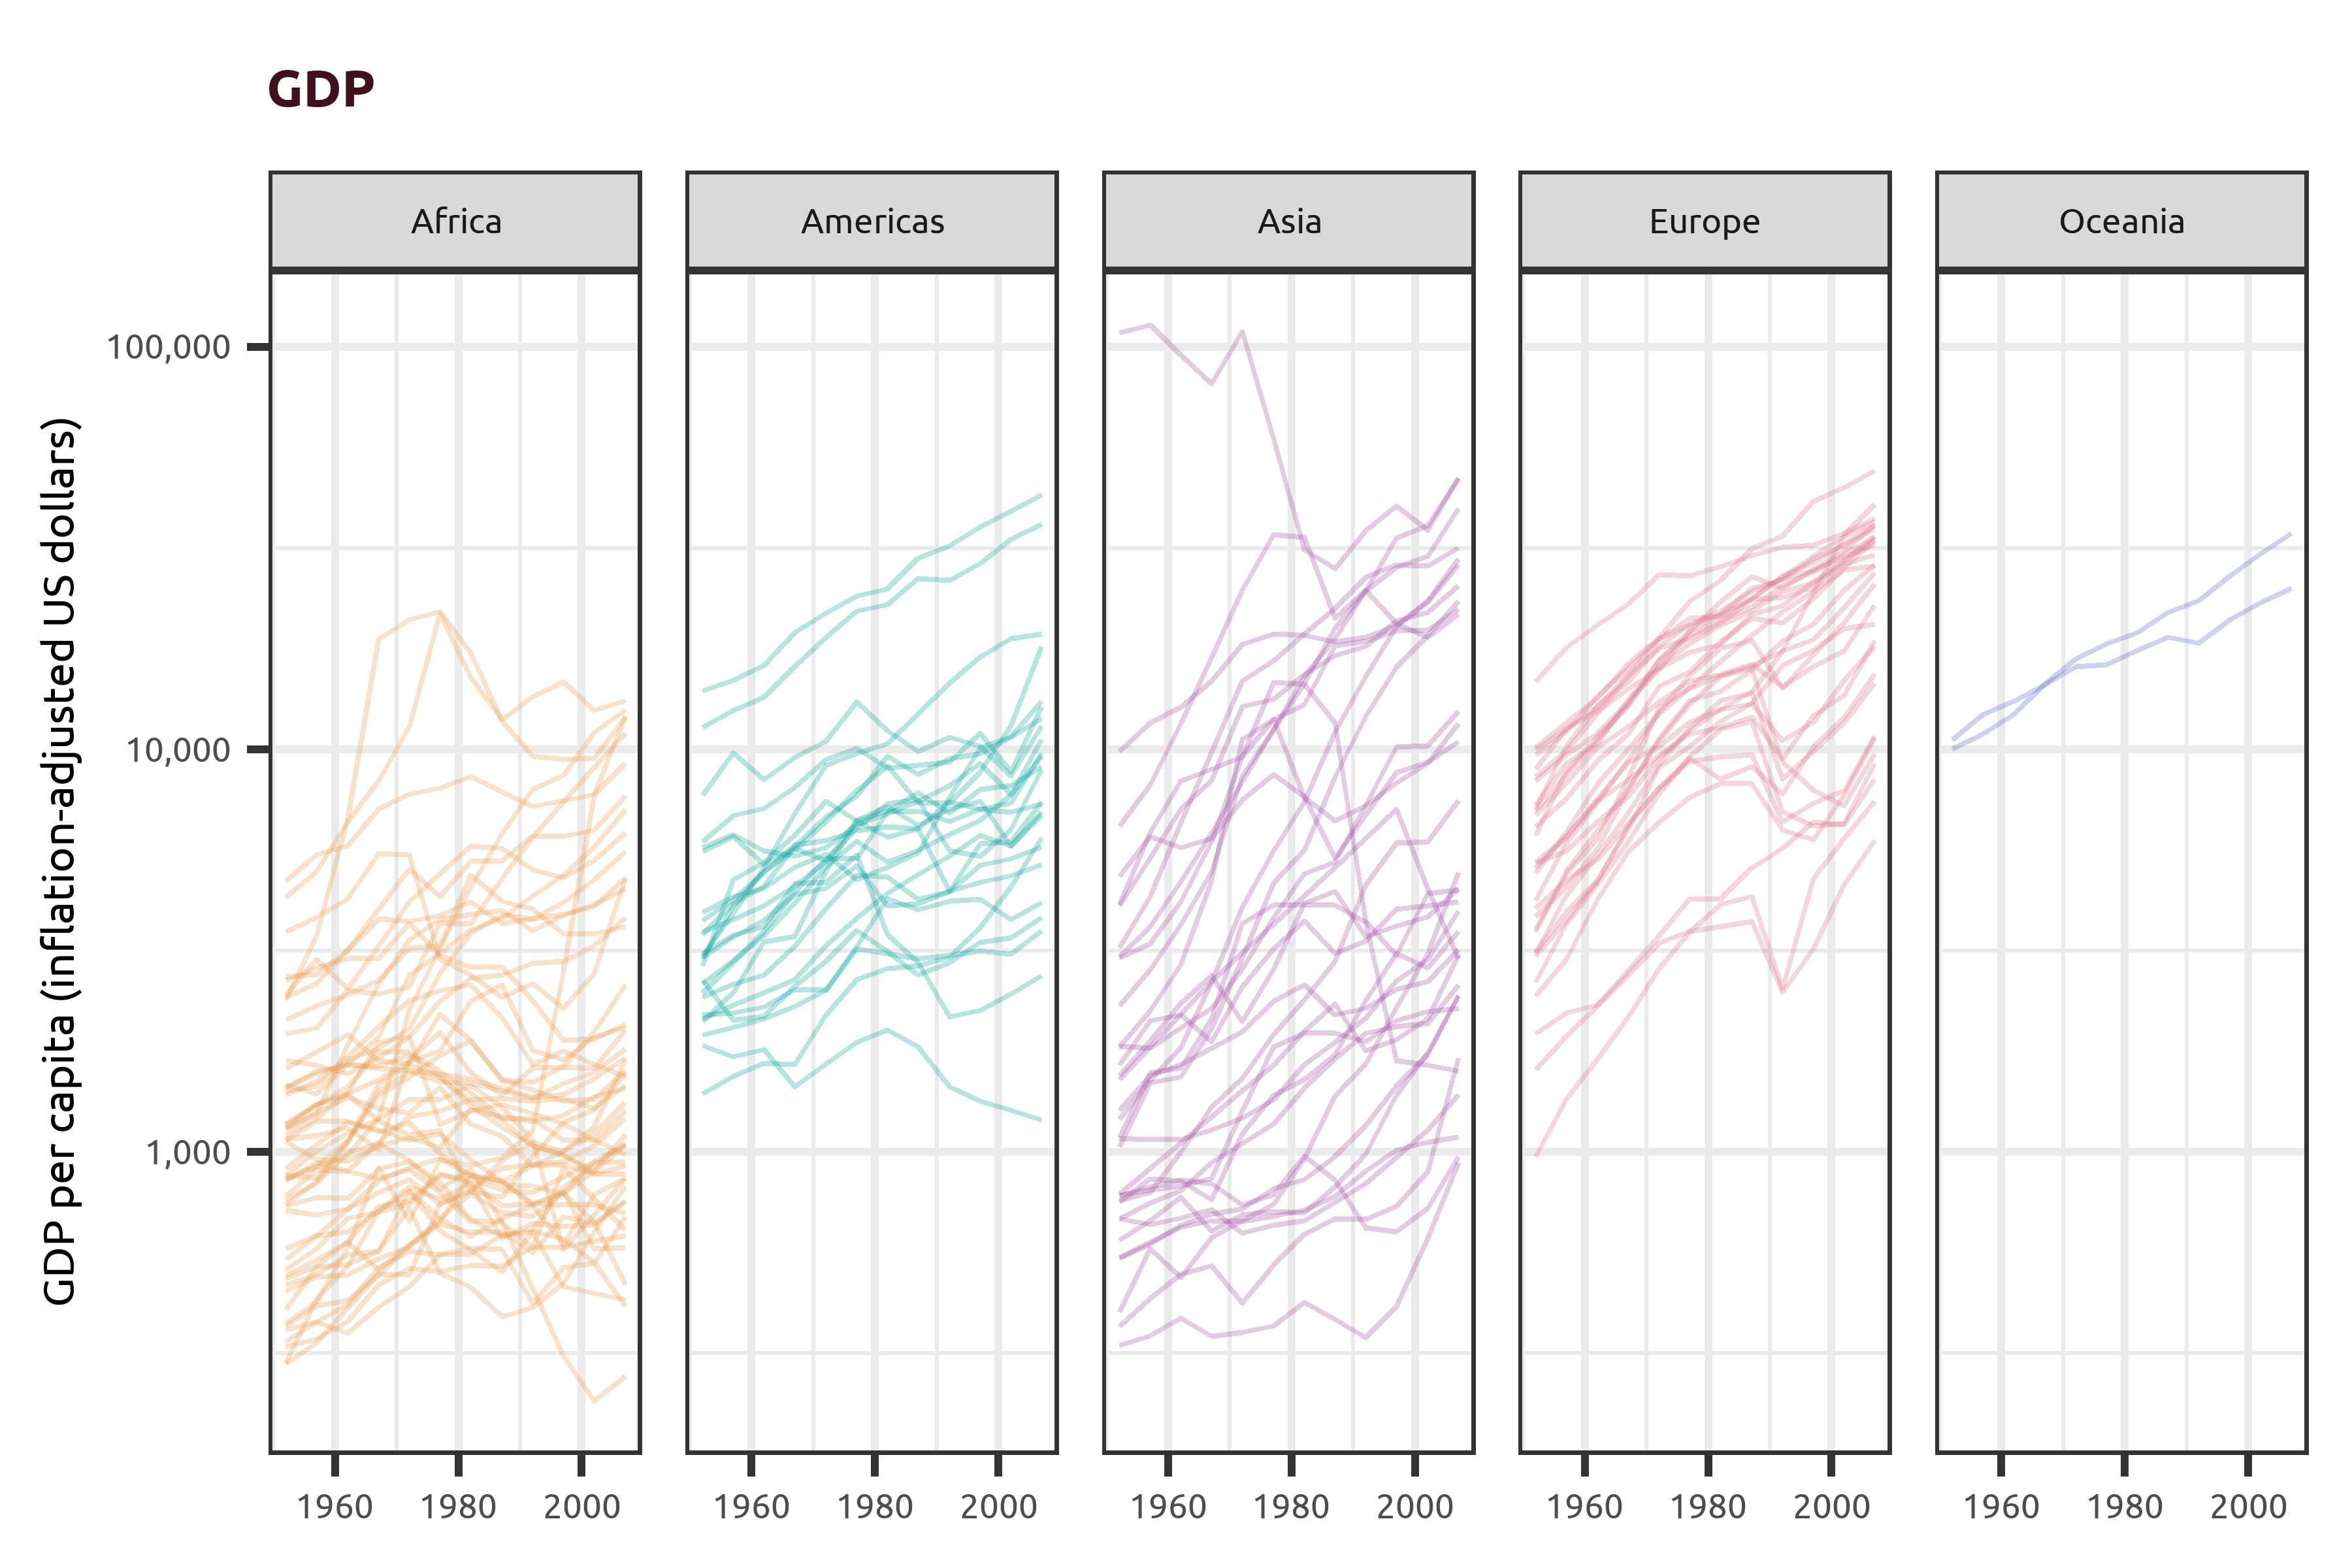 GDP
Africa
Americas
Asia
Europe
Oceania
GDP per capita (inflation-adjusted US dollars)
100,000
10,000
1,000
1960 1980 2000
1960 1980 2000
1960 1980 2000
1960 1980 2000
1960 1980 2000